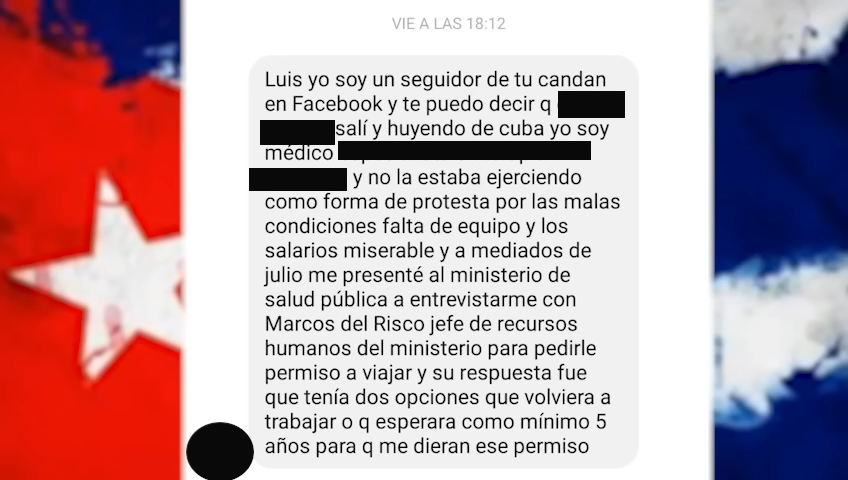 VIE A LAS 18:12
Luis yo soy un seguidor de tu candan
en Facebook y te puedo decir q
salí y huyendo de cuba yo soy
médico
y no la estaba ejerciendo
como forma de protesta por las malas
condiciones falta de equipo y los
salarios miserable y a mediados de
julio me presenté al ministerio de
salud pública a entrevistarme con
Marcos del Risco jefe de recursos
humanos del ministerio para pedirle
permiso a viajar y su respuesta fue
que tenía dos opciones que volviera a
trabajar o q esperara como mínimo 5
años para q me dieran ese permiso